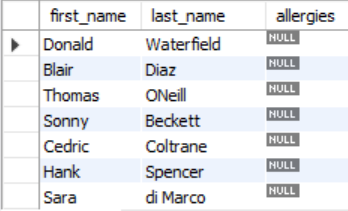 first_name last_name allergies
Donald Waterfield NULL
Blair Diaz NULL
Thomas ONeill NULL
Sonny Beckett NULL
Cedric Coltrane NULL
Hank Spencer NULL
Sara di Marco NULL